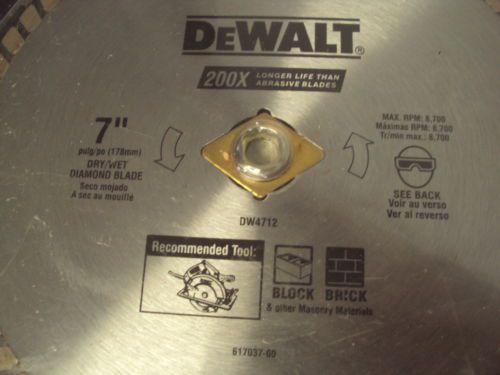 DEWALT®
200X LONGER LIFE THAN
ABRASIVE BLADES
7"
pulg/po (178mm)
DRY/WET
DIAMOND BLADE
Seco mojado
A sec au mouillé
MAX. RPM: 8,700
Máximas RPM: 8,700
Tr/min max.: 8,700
SEE BACK
Voir au verso
Ver al reverso
DW4712
Recommended Tool:
BLOCK BRICK
& other Masonry Materials
617037-00